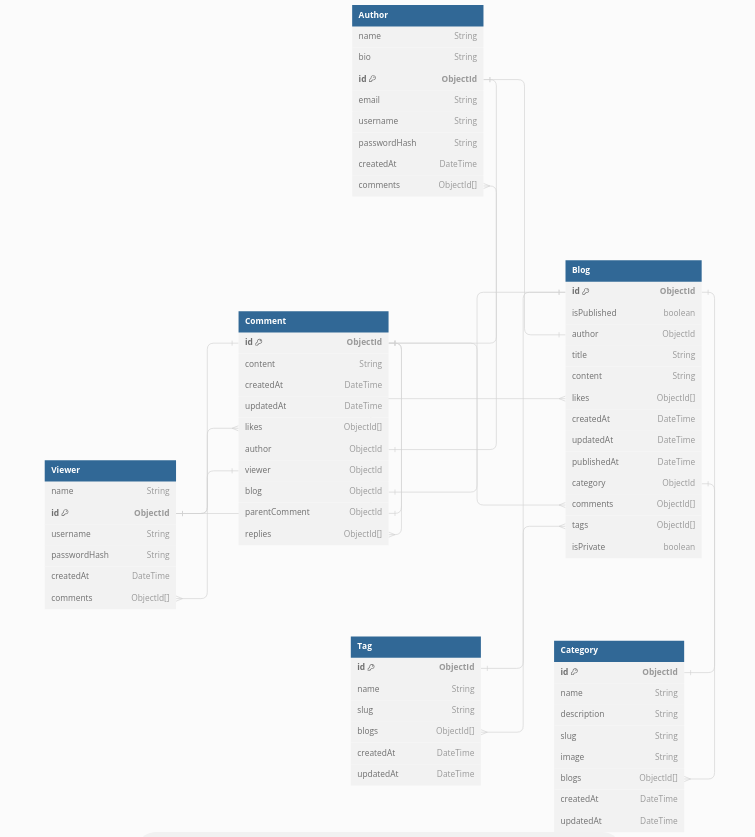 Author
name String
bio String
id ObjectId
email String
username String
passwordHash String
createdAt DateTime
comments ObjectId[]
Blog
id ObjectId
isPublished boolean
author ObjectId
title String
content String
likes ObjectId[]
createdAt DateTime
updatedAt DateTime
publishedAt DateTime
category ObjectId
comments ObjectId[]
tags ObjectId[]
isPrivate boolean
Comment
id ObjectId
content String
createdAt DateTime
updatedAt DateTime
likes ObjectId[]
author ObjectId
viewer ObjectId
blog ObjectId
parentComment ObjectId
replies ObjectId[]
Viewer
name String
id ObjectId
username String
passwordHash String
createdAt DateTime
comments ObjectId[]
Tag
id ObjectId
name String
slug String
blogs ObjectId[]
createdAt DateTime
updatedAt DateTime
Category
id ObjectId
name String
description String
slug String
image String
blogs ObjectId[]
createdAt DateTime
updatedAt DateTime